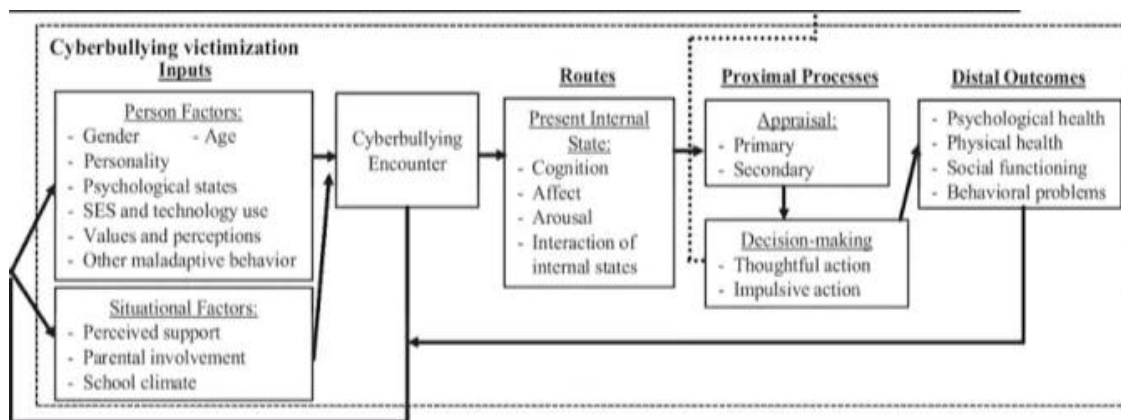 Cyberbullying victimization
Inputs
Person Factors:
- Gender - Age
- Personality
- Psychological states
- SES and technology use
- Values and perceptions
- Other maladaptive behavior
Situational Factors:
- Perceived support
- Parental involvement
- School climate
Cyberbullying
Encounter
Routes
Present Internal
State:
- Cognition
- Affect
- Arousal
- Interaction of
internal states
Proximal Processes
Appraisal:
- Primary
- Secondary
Decision-making
- Thoughtful action
- Impulsive action
Distal Outcomes
- Psychological health
- Physical health
- Social functioning
- Behavioral problems